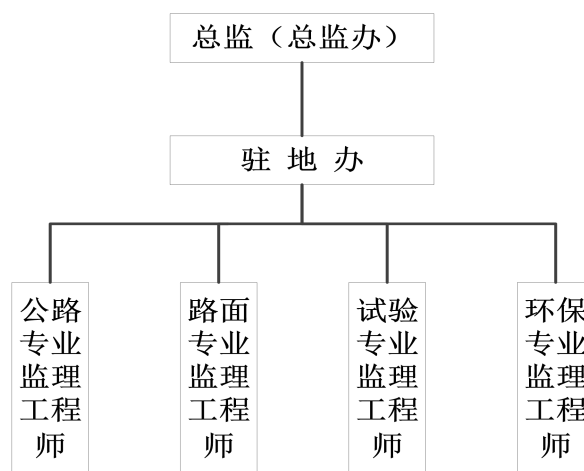 总监（总监办）
驻 地 办
公路
专业
监理
工程
师
路面
专业
监理
工程
师
试验
专业
监理
工程
师
环保
专业
监理
工程
师